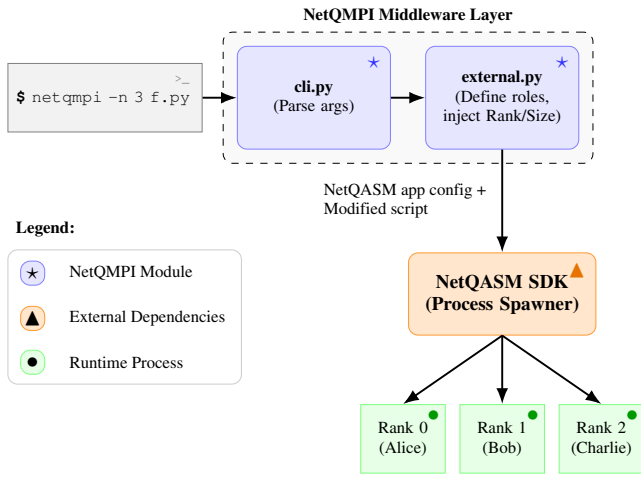 NetQMPI Middleware Layer
>_
$ netqmpi -n 3 f.py
cli.py
(Parse args)
external.py
(Define roles,
inject Rank/Size)
NetQASM app config +
Modified script
Legend:
NetQMPI Module
External Dependencies
Runtime Process
NetQASM SDK
(Process Spawner)
Rank 0
(Alice)
Rank 1
(Bob)
Rank 2
(Charlie)